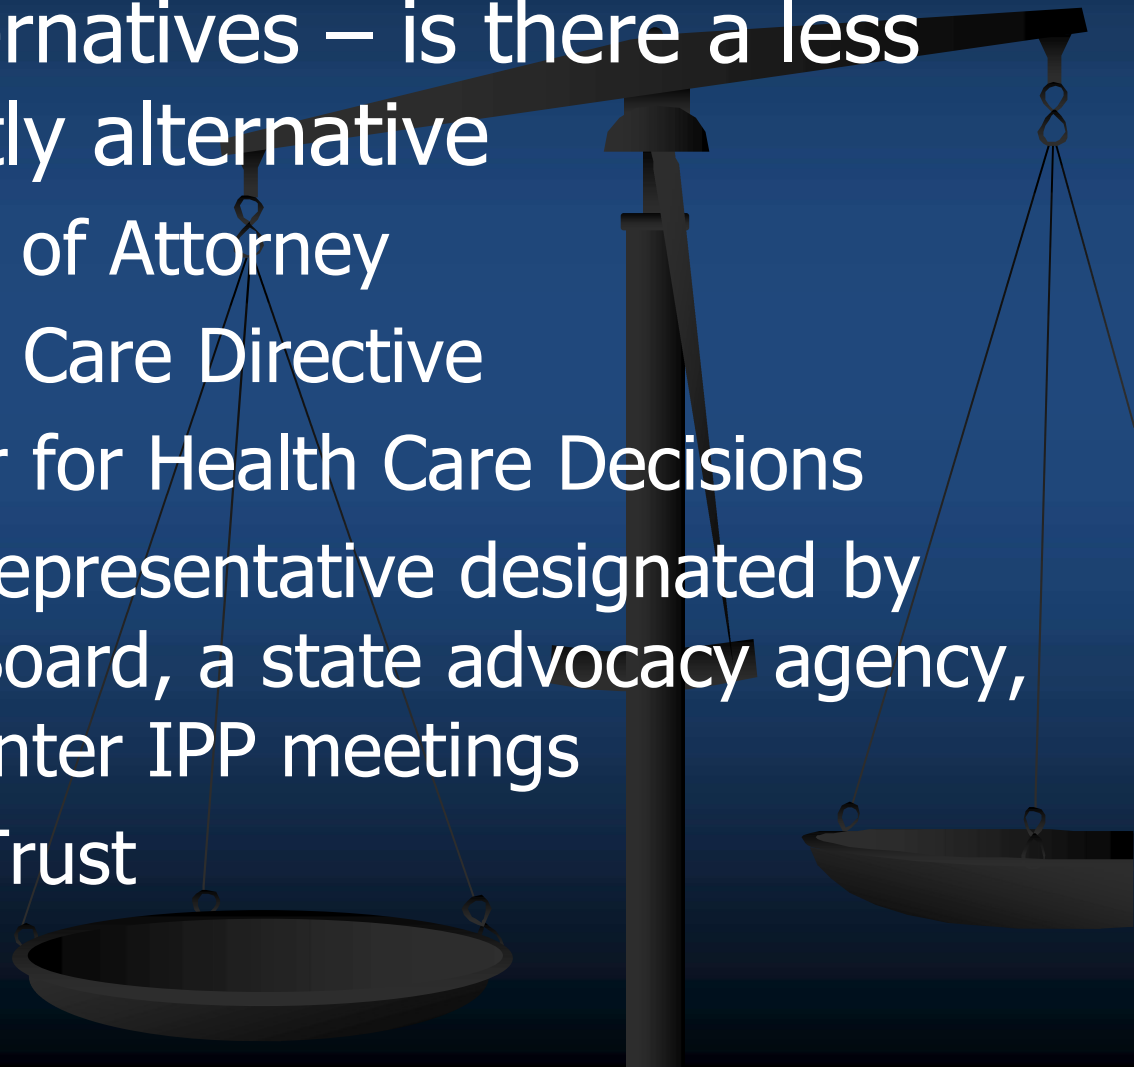 rnatives – is there a less
tly alternative
of Attorney
Care Directive
r for Health Care Decisions
epresentative designated by
oard, a state advocacy agency,
nter IPP meetings
Trust